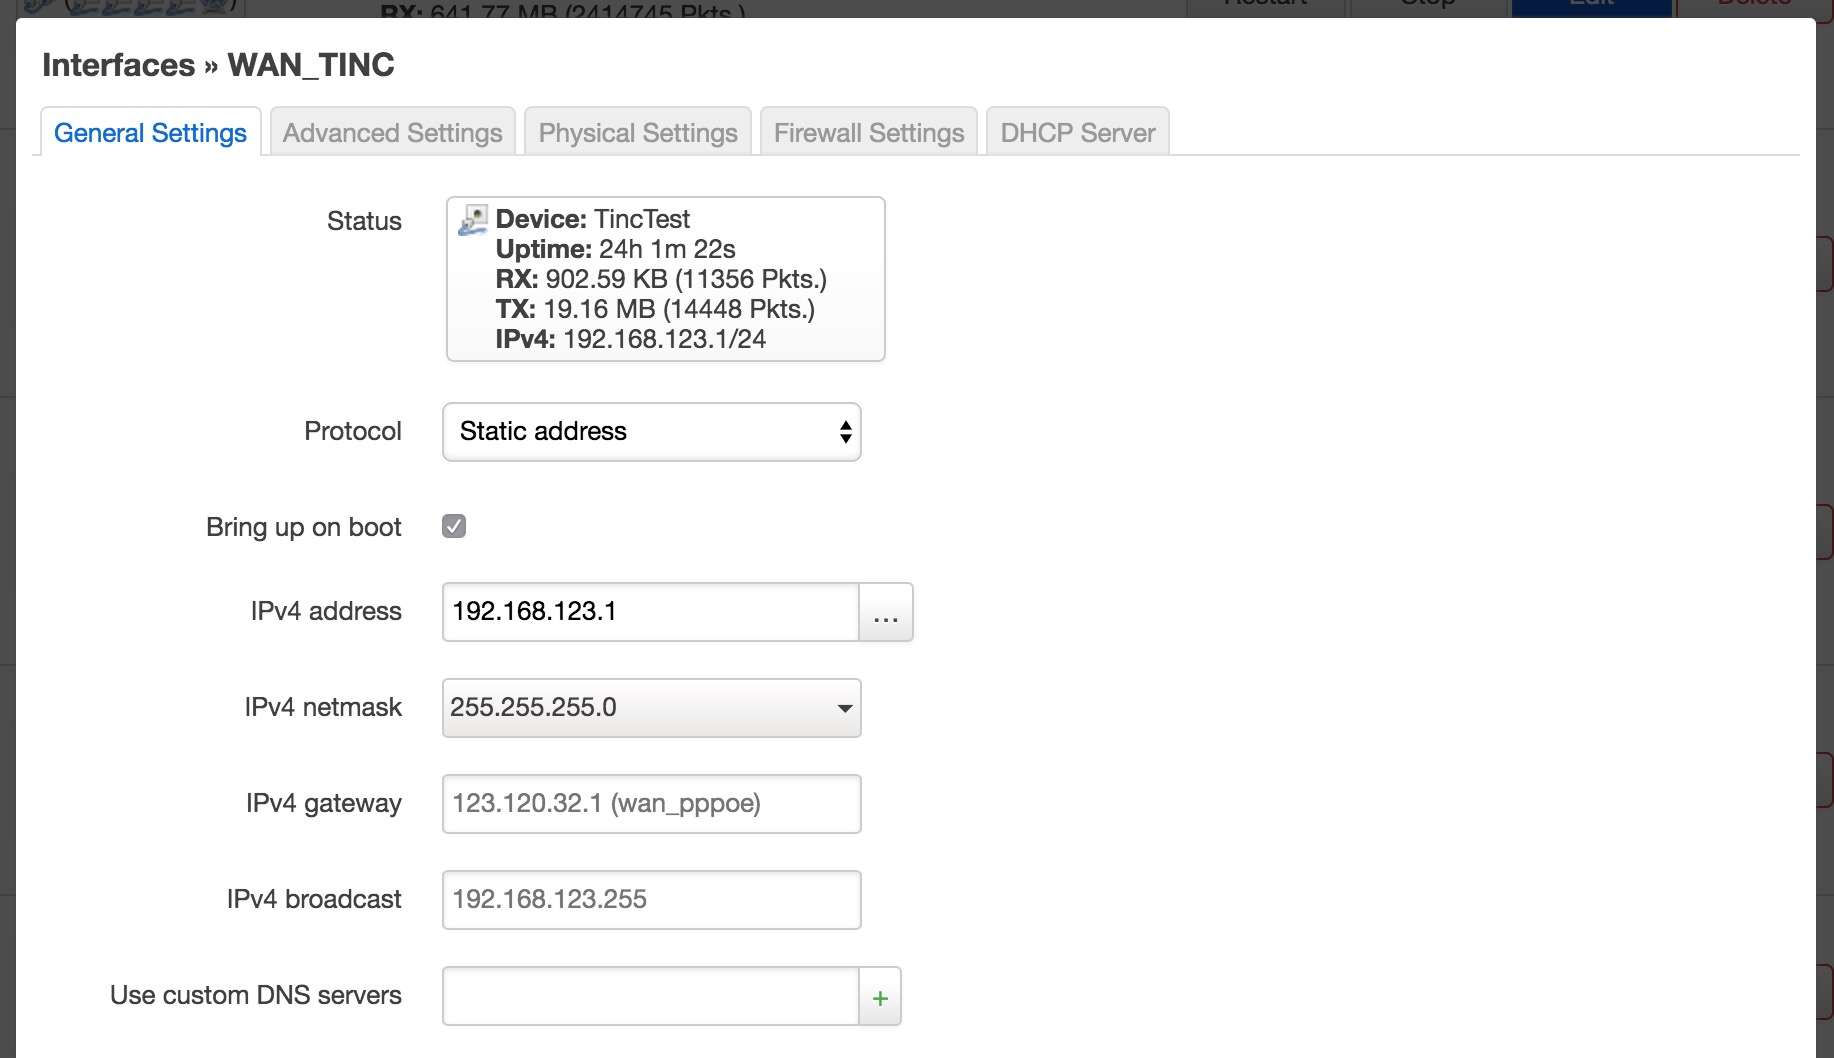 RX: 641.77 MB (2414745 Pkts.)
Restart Stop Edit Delete
Interfaces » WAN_TINC
General Settings Advanced Settings Physical Settings Firewall Settings DHCP Server
Status
Device: TincTest
Uptime: 24h 1m 22s
RX: 902.59 KB (11356 Pkts.)
TX: 19.16 MB (14448 Pkts.)
IPv4: 192.168.123.1/24
Protocol Static address
Bring up on boot
IPv4 address 192.168.123.1 ...
IPv4 netmask 255.255.255.0
IPv4 gateway 123.120.32.1 (wan_pppoe)
IPv4 broadcast 192.168.123.255
Use custom DNS servers +